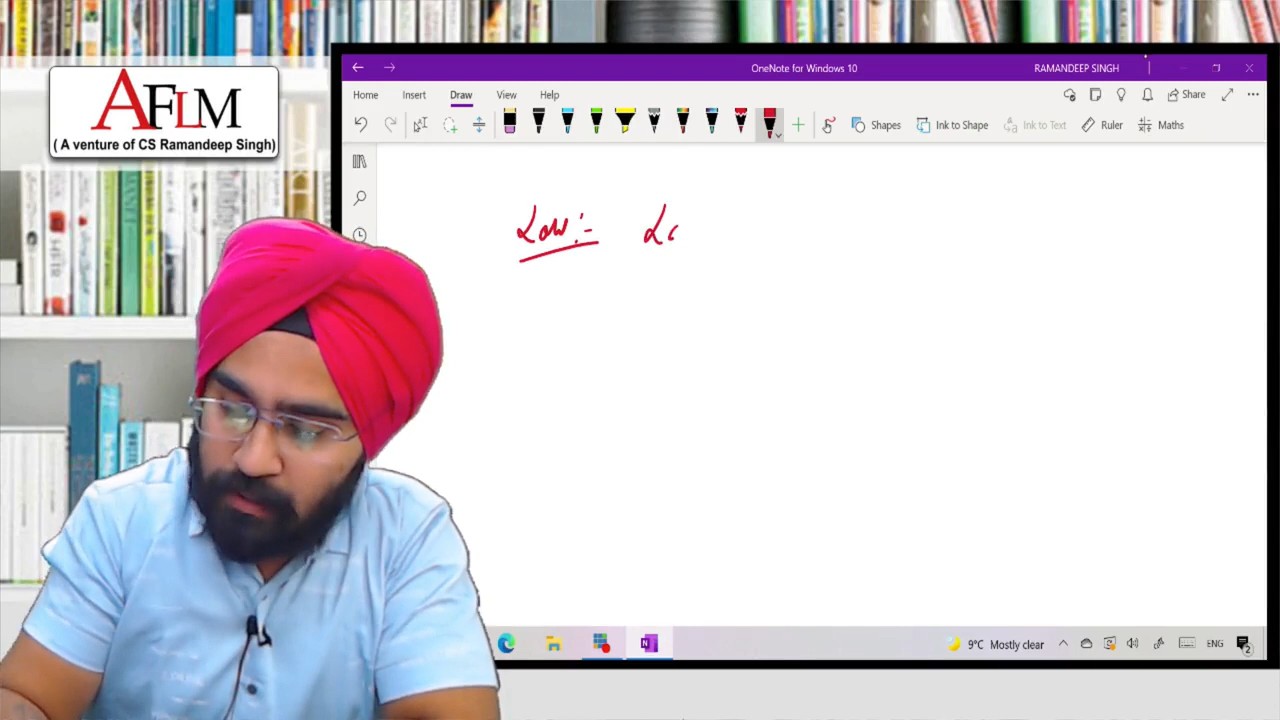 AFLM
( A venture of CS Ramandeep Singh)
OneNote for Windows 10
RAMANDEEP SINGH
Home Insert Draw View Help
Share
Shapes Ink to Shape Ink to Text Ruler Maths
Law :-
9°C Mostly clear ENG 2